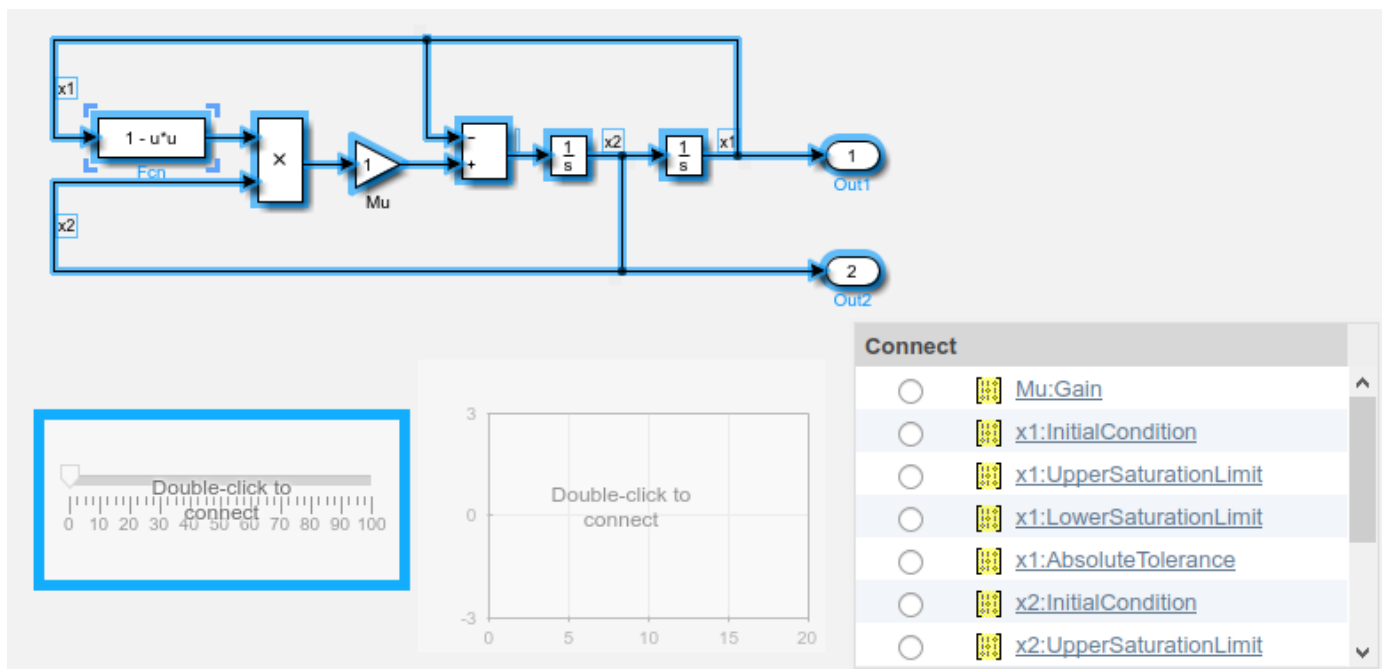 x1
1 - u*u
Fcn
×
1
Mu
−
+
1
s
x2
1
s
x1
1
Out1
x2
2
Out2
Connect
Mu:Gain
x1:InitialCondition
x1:UpperSaturationLimit
x1:LowerSaturationLimit
x1:AbsoluteTolerance
x2:InitialCondition
x2:UpperSaturationLimit
Double-click to
connect
0 10 20 30 40 50 60 70 80 90 100
3
0
-3
Double-click to
connect
0 5 10 15 20